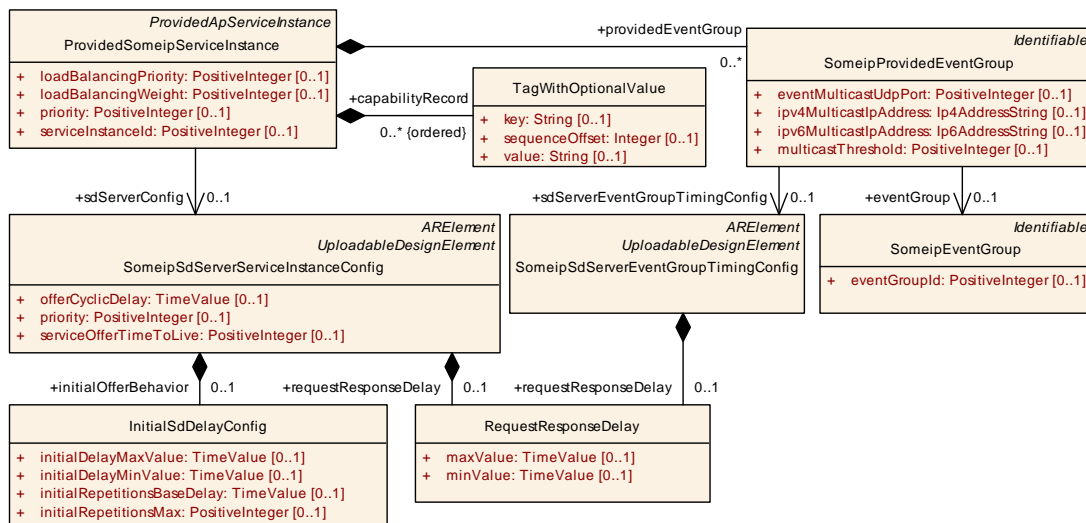 ProvidedApServiceInstance
ProvidedSomeipServiceInstance
+ loadBalancingPriority: PositiveInteger [0..1]
+ loadBalancingWeight: PositiveInteger [0..1]
+ priority: PositiveInteger [0..1]
+ serviceInstanceId: PositiveInteger [0..1]
+providedEventGroup
0..*
Identifiable
SomeipProvidedEventGroup
+ eventMulticastUdpPort: PositiveInteger [0..1]
+ ipv4MulticastIpAddress: Ip4AddressString [0..1]
+ ipv6MulticastIpAddress: Ip6AddressString [0..1]
+ multicastThreshold: PositiveInteger [0..1]
+capabilityRecord
0..* {ordered}
TagWithOptionalValue
+ key: String [0..1]
+ sequenceOffset: Integer [0..1]
+ value: String [0..1]
+sdServerConfig
0..1
+sdServerEventGroupTimingConfig
0..1
+eventGroup
0..1
ARElement
UploadableDesignElement
SomeipSdServerServiceInstanceConfig
+ offerCyclicDelay: TimeValue [0..1]
+ priority: PositiveInteger [0..1]
+ serviceOfferTimeToLive: PositiveInteger [0..1]
ARElement
UploadableDesignElement
SomeipSdServerEventGroupTimingConfig
Identifiable
SomeipEventGroup
+ eventGroupId: PositiveInteger [0..1]
+initialOfferBehavior
0..1
+requestResponseDelay
0..1
+requestResponseDelay
0..1
InitialSdDelayConfig
+ initialDelayMaxValue: TimeValue [0..1]
+ initialDelayMinValue: TimeValue [0..1]
+ initialRepetitionsBaseDelay: TimeValue [0..1]
+ initialRepetitionsMax: PositiveInteger [0..1]
RequestResponseDelay
+ maxValue: TimeValue [0..1]
+ minValue: TimeValue [0..1]